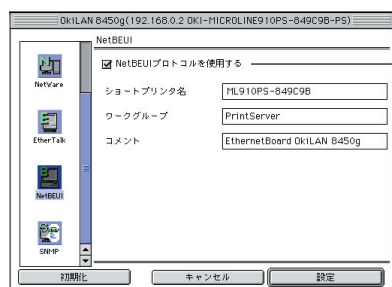 OkiLAN 8450g(192.168.0.2 OKI-MICROLINE910PS-849C9B-PS)
NetBEUI
NetBEUIプロトコルを使用する
ショートプリンタ名
ML910PS-849C9B
ワークグループ
PrintServer
コメント
EthernetBoard OkiLAN 8450g
NetWare
EtherTalk
NetBEUI
SNMP
初期化
キャンセル
設定